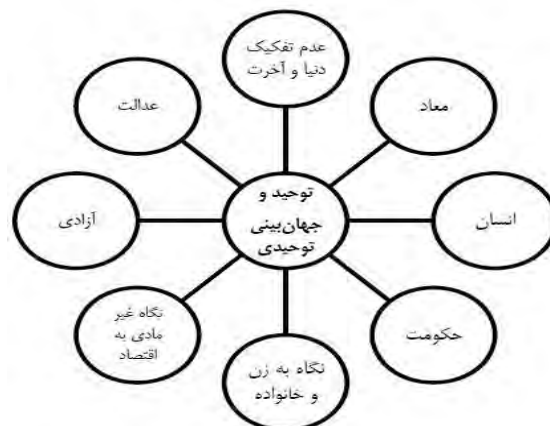 عدم تفکیک
دنیا و آخرت
معاد
انسان
حکومت
نگاه به زن
و خانواده
نگاه غیر
مادی به
اقتصاد
آزادی
عدالت
توحید و
جهان‌بینی
توحیدی